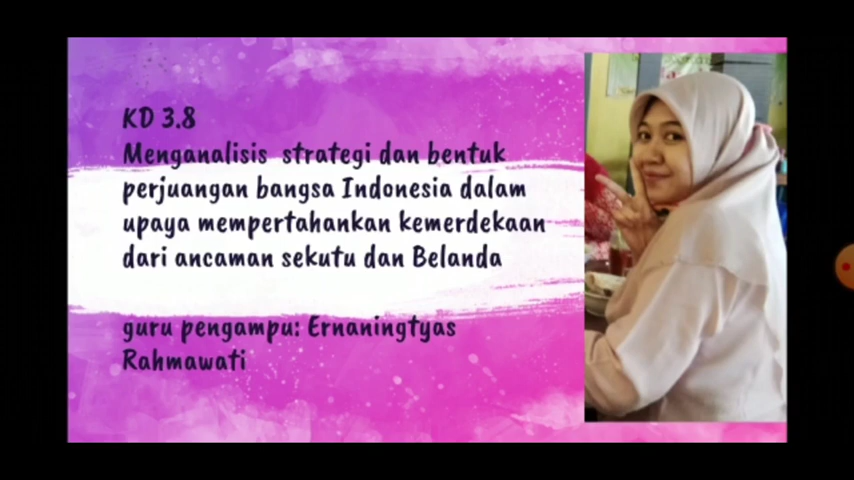 KD 3.8
Menganalisis strategi dan bentuk
perjuangan bangsa Indonesia dalam
upaya mempertahankan kemerdekaan
dari ancaman sekutu dan Belanda
guru pengampu: Ernaningtyas
Rahmawati